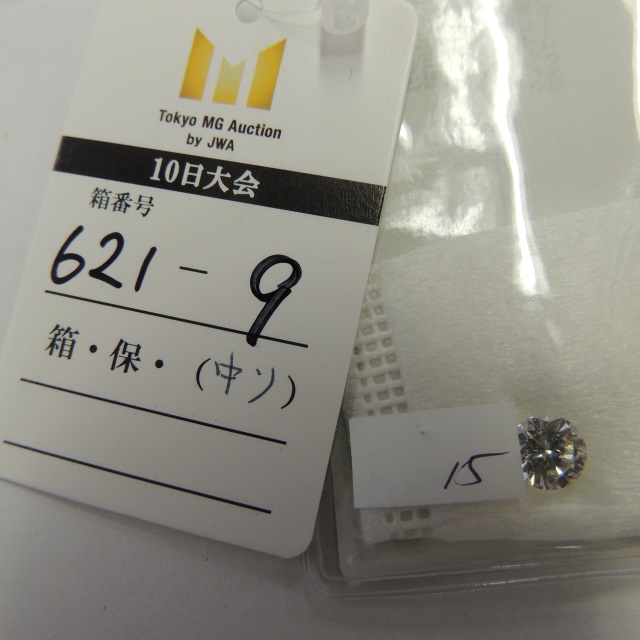 Tokyo MG Auction
by JWA
10日大会
箱番号
621-9
箱・保・(中ソ)
15